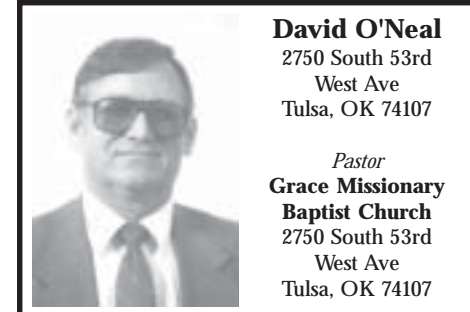 David O'Neal
2750 South 53rd
West Ave
Tulsa, OK 74107
Pastor
Grace Missionary
Baptist Church
2750 South 53rd
West Ave
Tulsa, OK 74107